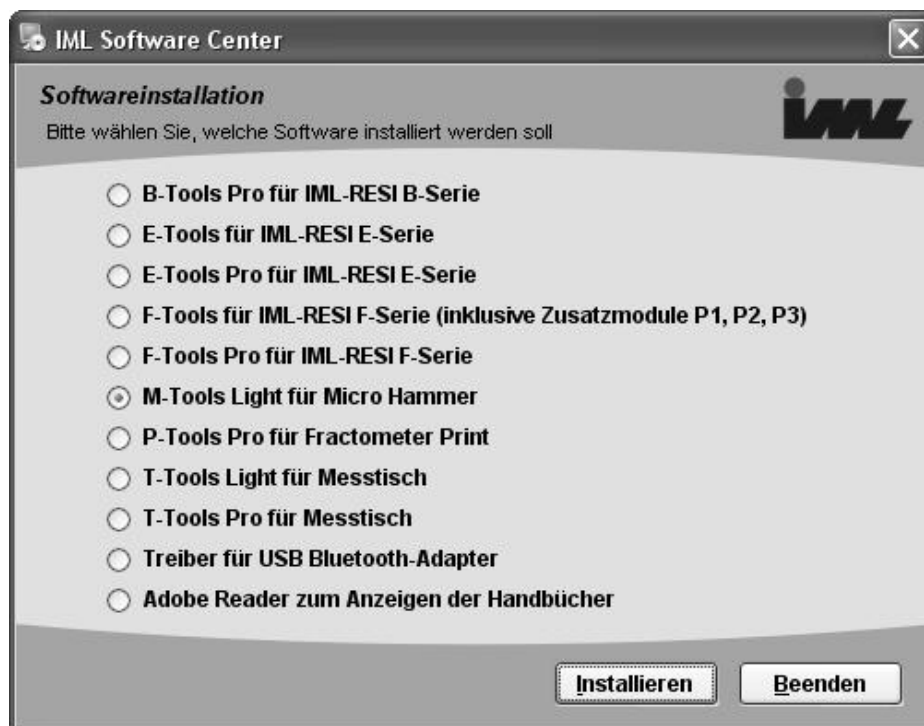 IML Software Center
Softwareinstallation
Bitte wählen Sie, welche Software installiert werden soll
iML
B-Tools Pro für IML-RESI B-Serie
E-Tools für IML-RESI E-Serie
E-Tools Pro für IML-RESI E-Serie
F-Tools für IML-RESI F-Serie (inklusive Zusatzmodule P1, P2, P3)
F-Tools Pro für IML-RESI F-Serie
M-Tools Light für Micro Hammer
P-Tools Pro für Fractometer Print
T-Tools Light für Messtisch
T-Tools Pro für Messtisch
Treiber für USB Bluetooth-Adapter
Adobe Reader zum Anzeigen der Handbücher
Installieren
Beenden